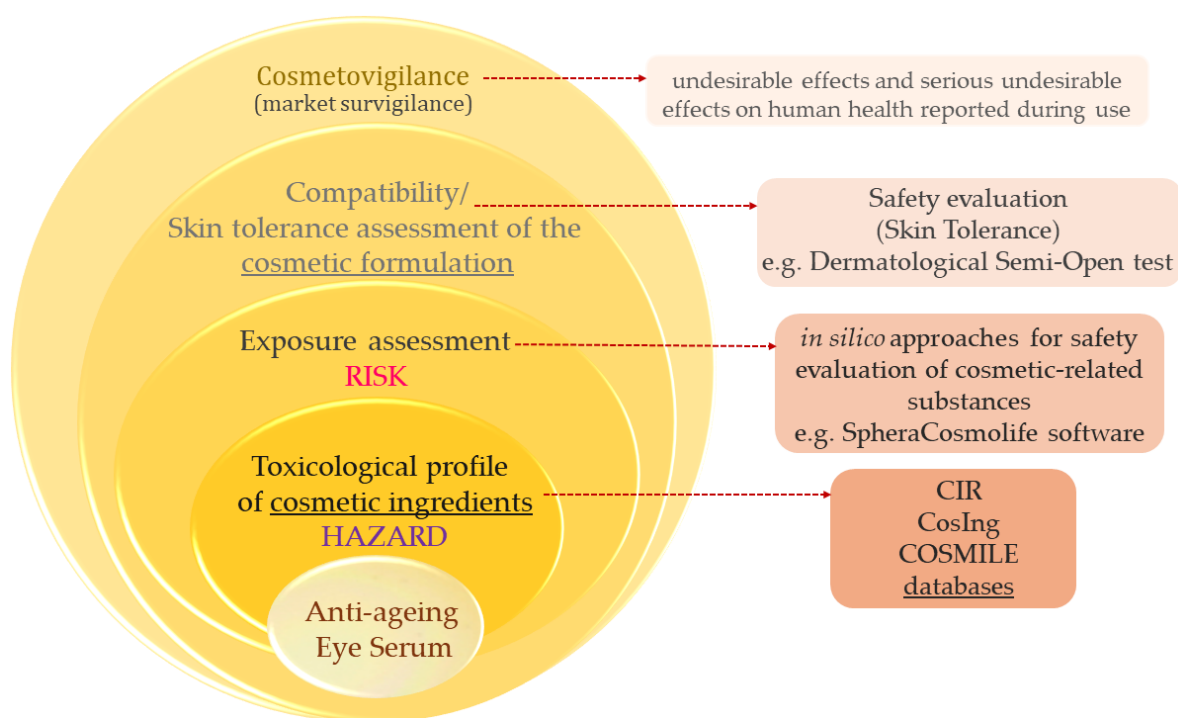 Cosmetovigilance
(market survigilance)
undesirable effects and serious undesirable
effects on human health reported during use
Compatibility/
Skin tolerance assessment of the
cosmetic formulation
Safety evaluation
(Skin Tolerance)
e.g. Dermatological Semi-Open test
Exposure assessment
RISK
in silico approaches for safety
evaluation of cosmetic-related
substances
e.g. SpheraCosmolife software
Toxicological profile
of cosmetic ingredients
HAZARD
CIR
CosIng
COSMILE
databases
Anti-ageing
Eye Serum